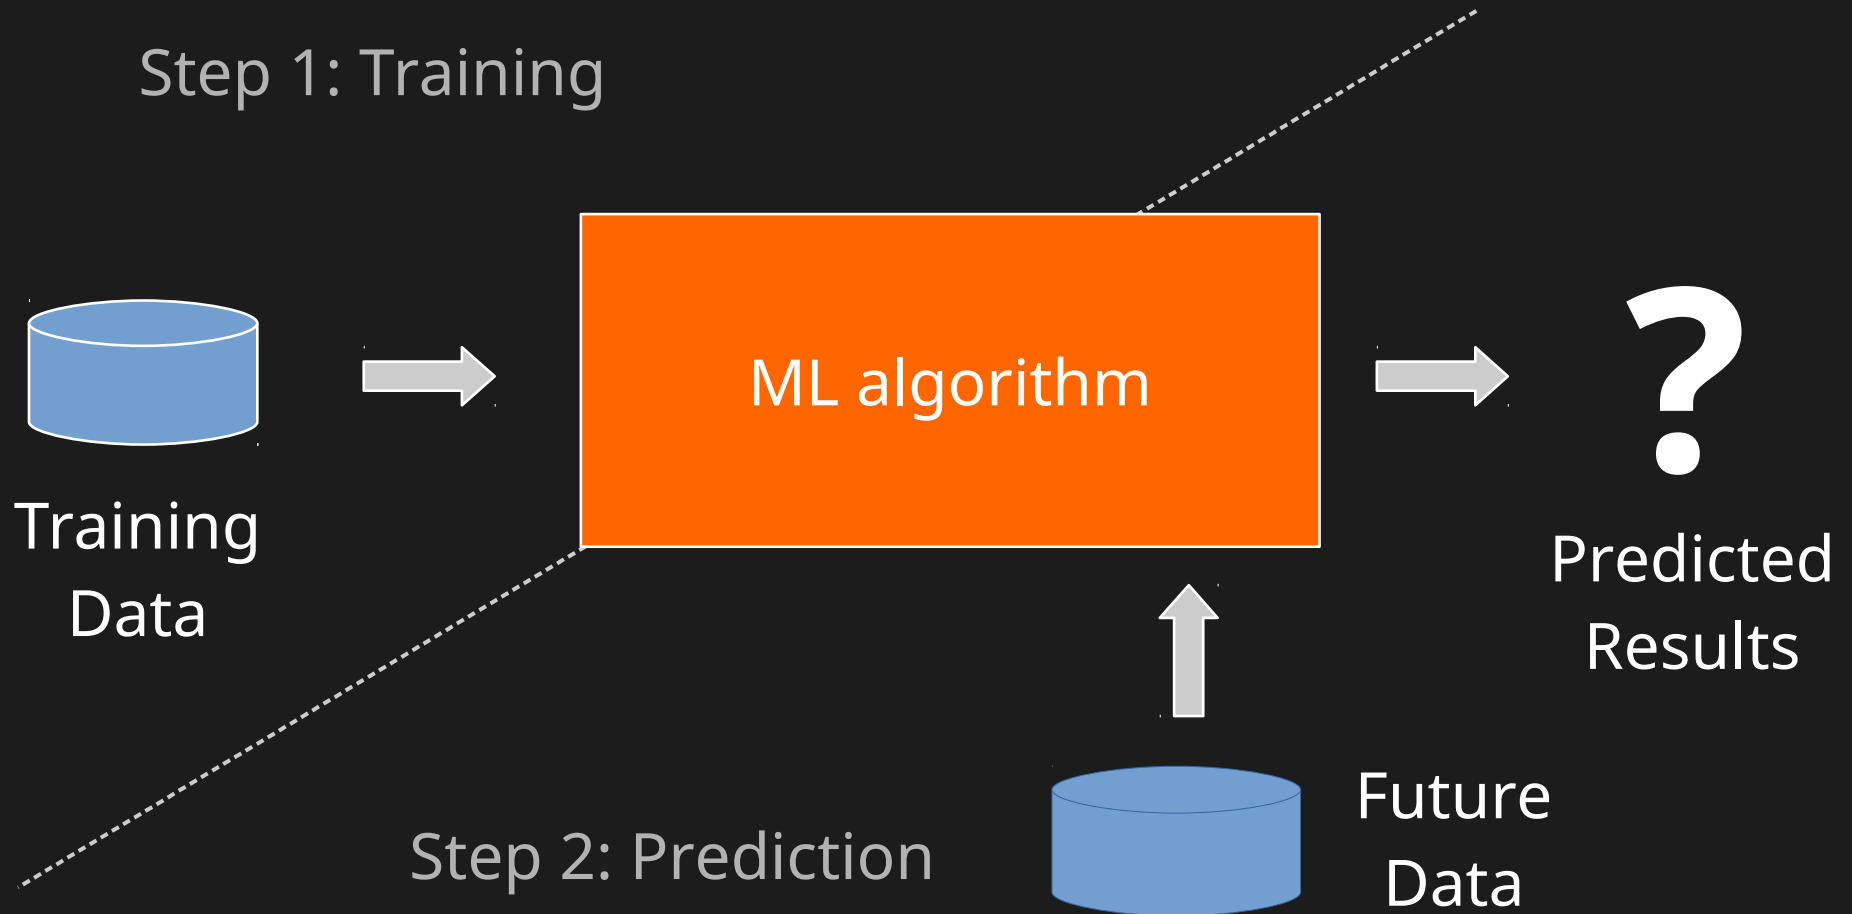 Step 1: Training
ML algorithm
?
Training
Data
Predicted
Results
Step 2: Prediction
Future
Data